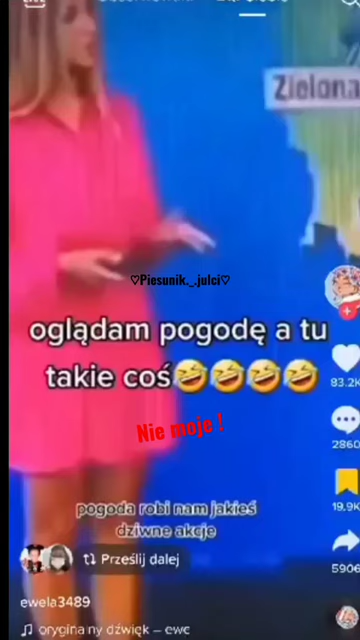 Zielona
♡Piesunik._.julci♡
oglądam pogodę a tu
takie coś🤣🤣🤣🤣
83.2K
Nie moje !
2860
19.9K
pogoda robi nam jakieś
dziwne akcje
Prześlij dalej
5906
ewela3489
♫ oryginalny dźwięk – ewe